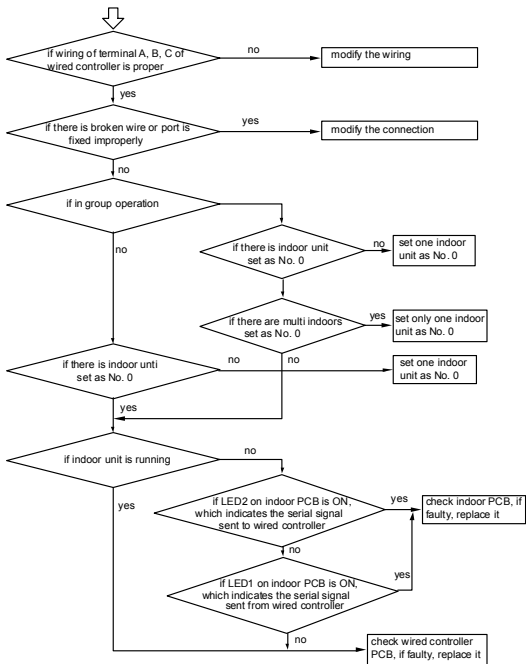 if wiring of terminal A, B, C of
wired controller is proper
no
modify the wiring
yes
if there is broken wire or port is
fixed improperly
yes
modify the connection
no
if in group operation
no
if there is indoor unit
set as No. 0
no
set one indoor
unit as No. 0
if there are multi indoors
set as No. 0
yes
set only one indoor
unit as No. 0
if there is indoor unti
set as No. 0
no
no
set one indoor
unit as No. 0
yes
if indoor unit is running
no
yes
if LED2 on indoor PCB is ON,
which indicates the serial signal
sent to wired controller
yes
check indoor PCB, if
faulty, replace it
no
if LED1 on indoor PCB is ON,
which indicates the serial signal
sent from wired controller
yes
no
check wired controller
PCB, if faulty, replace it